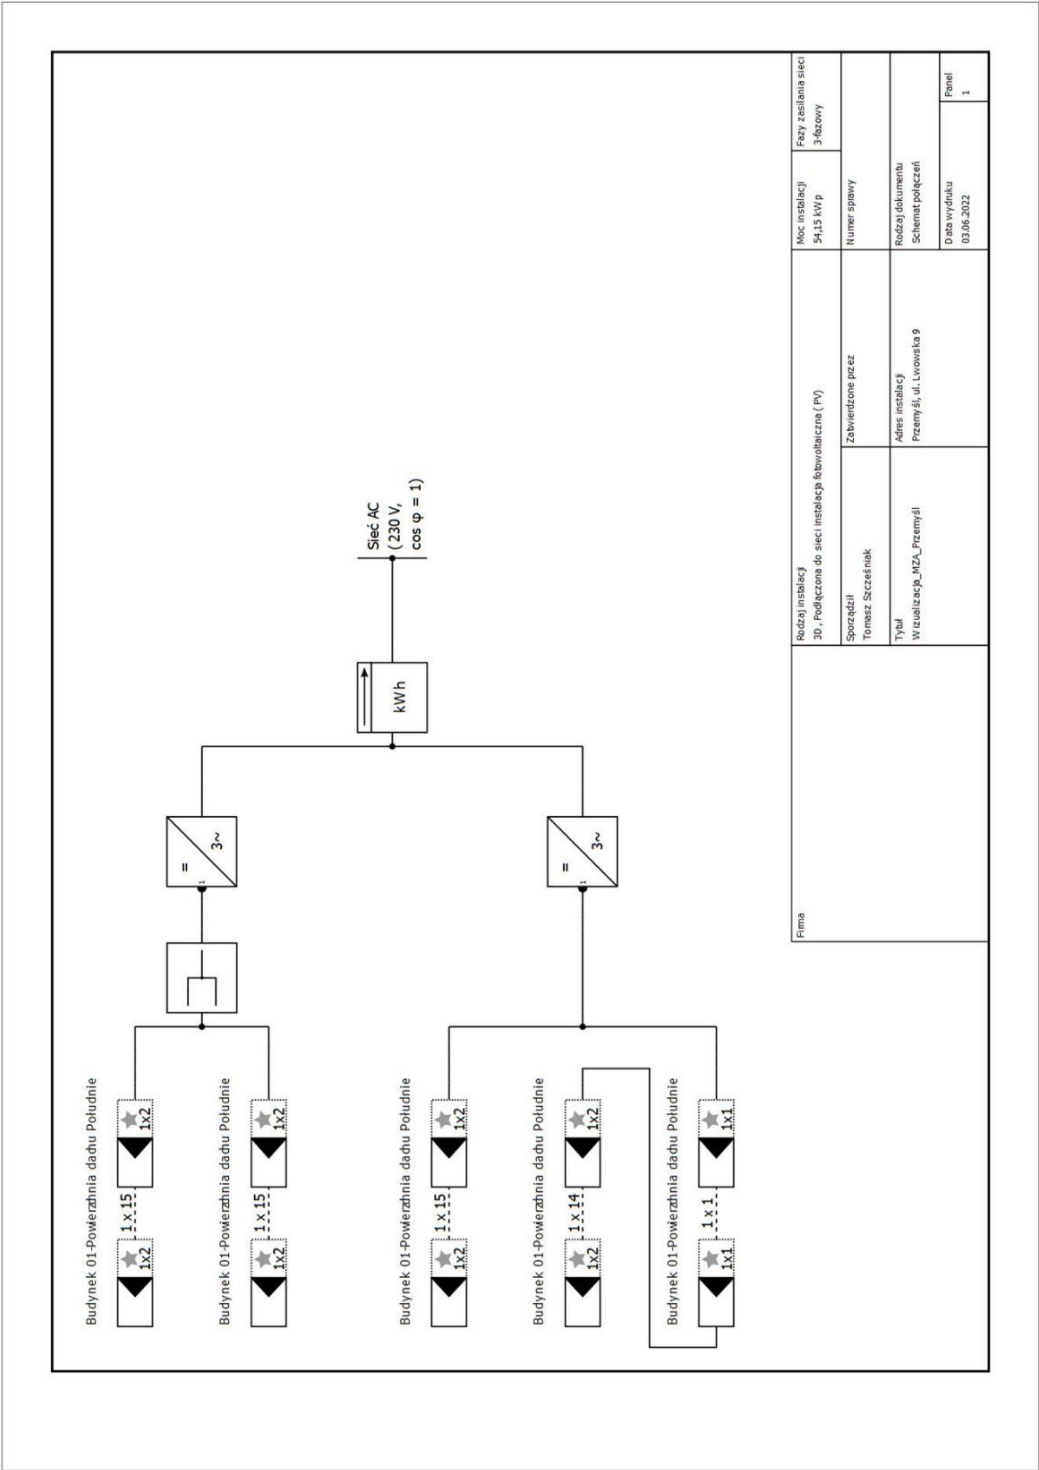 Budynek 01-Powierzchnia dachu Południe
1x2
1 x 15
1x2
Budynek 01-Powierzchnia dachu Południe
1x2
1 x 15
1x2
=
3~
1
Budynek 01-Powierzchnia dachu Południe
1x2
1 x 15
1x2
Budynek 01-Powierzchnia dachu Południe
1x2
1 x 14
1x2
Budynek 01-Powierzchnia dachu Południe
1x1
1 x 1
1x1
=
3~
1
kWh
Sieć AC
(230 V,
cos φ = 1)
Firma
Rodzaj instalacji
3D, Podłączona do sieci instalacja fotowoltaiczna (PV)
Moc instalacji
54,15 kWp
Fazy zasilania sieci
3-fazowy
Sporządził
Tomasz Szcześniak
Zatwierdzone przez
Numer sprawy
Tytuł
Wizualizacja_MZA_Przemyśl
Adres instalacji
Przemyśl, ul. Lwowska 9
Rodzaj dokumentu
Schemat połączeń
Data wydruku
03.06.2022
Panel
1